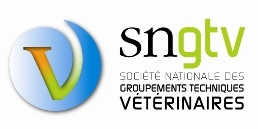 V
sngtv
SOCIÉTÉ NATIONALE DES
GROUPEMENTS TECHNIQUES
VÉTÉRINAIRES